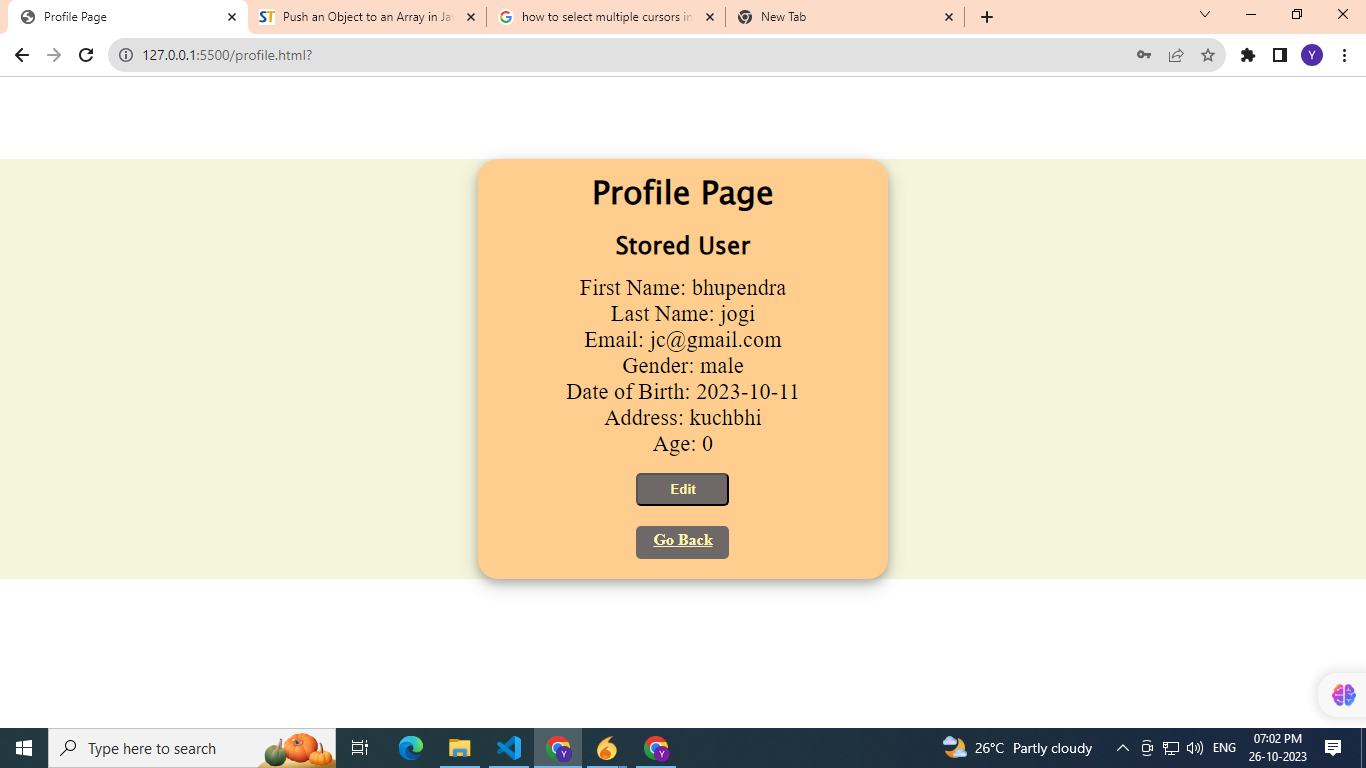 Profile Page
Push an Object to an Array in Jav
how to select multiple cursors in
New Tab
127.0.0.1:5500/profile.html?
Y
Profile Page
Stored User
First Name: bhupendra
Last Name: jogi
Email: jc@gmail.com
Gender: male
Date of Birth: 2023-10-11
Address: kuchbhi
Age: 0
Edit
Go Back
Type here to search
26°C Partly cloudy
ENG
07:02 PM
26-10-2023